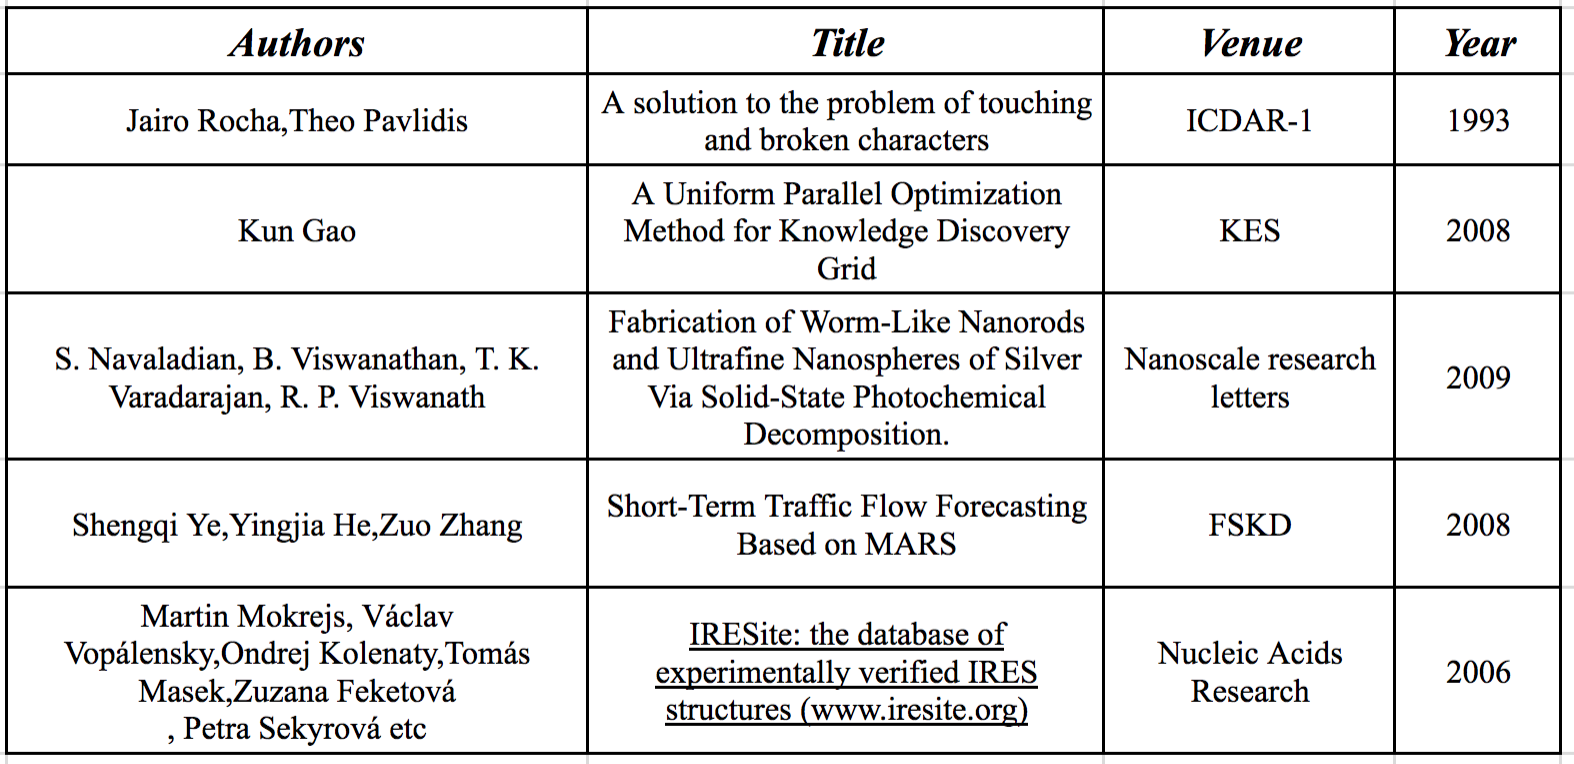 Authors Title Venue Year
Jairo Rocha,Theo Pavlidis
A solution to the problem of touching
and broken characters
ICDAR-1
1993
Kun Gao
A Uniform Parallel Optimization
Method for Knowledge Discovery
Grid
KES
2008
S. Navaladian, B. Viswanathan, T. K.
Varadarajan, R. P. Viswanath
Fabrication of Worm-Like Nanorods
and Ultrafine Nanospheres of Silver
Via Solid-State Photochemical
Decomposition.
Nanoscale research
letters
2009
Shengqi Ye,Yingjia He,Zuo Zhang
Short-Term Traffic Flow Forecasting
Based on MARS
FSKD
2008
Martin Mokrejs, Václav
Vopálensky,Ondrej Kolenaty,Tomás
Masek,Zuzana Feketová
, Petra Sekyrová etc
IRESite: the database of
experimentally verified IRES
structures (www.iresite.org)
Nucleic Acids
Research
2006